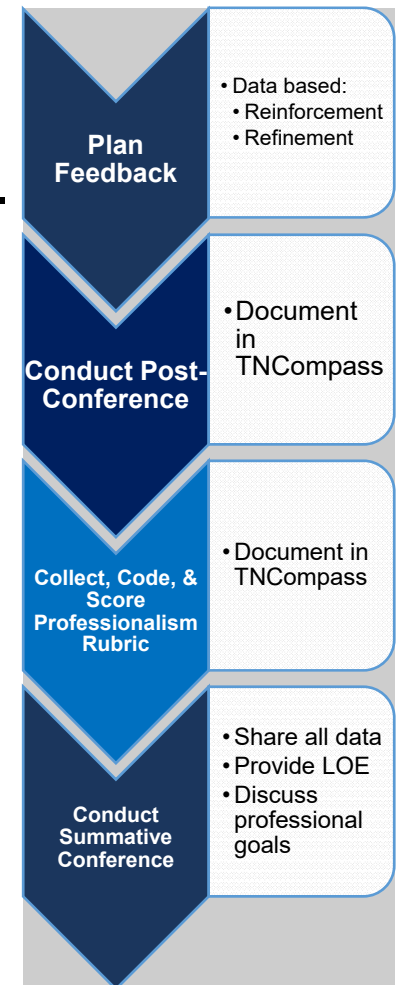 Plan
Feedback
• Data based:
• Reinforcement
• Refinement
Conduct Post-
Conference
•Document
in
TNCompass
Collect, Code, &
Score
Professionalism
Rubric
•Document in
TNCompass
Conduct
Summative
Conference
•Share all data
•Provide LOE
•Discuss
professional
goals